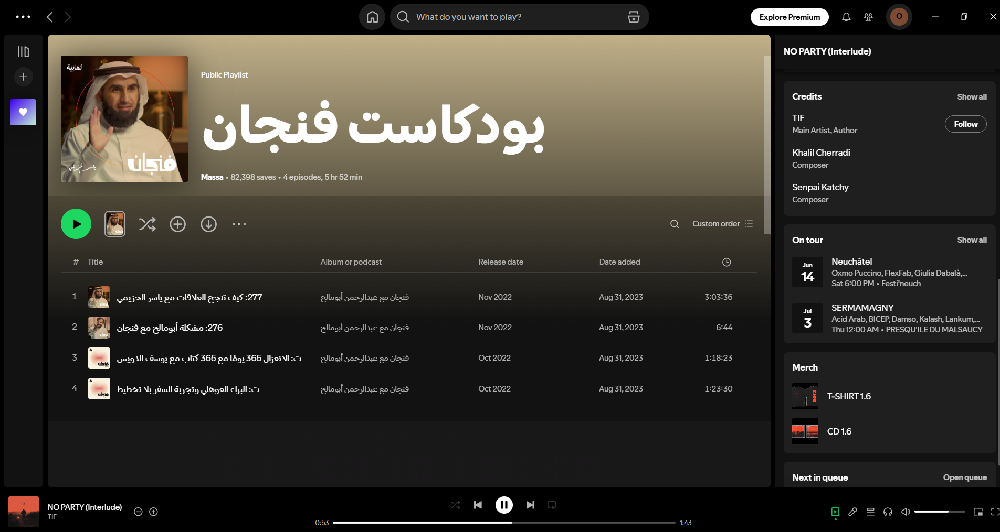 What do you want to play?
Explore Premium
O
ثمانية
فنجان
ياسر الحزيمي
Public Playlist
بودكاست فنجان
Massa • 82,398 saves • 4 episodes, 5 hr 52 min
Custom order
# Title Album or podcast Release date Date added
1 277: كيف تنجح العلاقات مع ياسر الحزيمي فنجان مع عبدالرحمن أبومالح Nov 2022 Aug 31, 2023 3:03:36
2 276: مشكلة أبومالح مع فنجان فنجان مع عبدالرحمن أبومالح Nov 2022 Aug 31, 2023 6:44
3 ت: الانعزال 365 يومًا مع 365 كتاب مع يوسف الدويس فنجان مع عبدالرحمن أبومالح Oct 2022 Aug 31, 2023 1:18:23
4 ت: البراء العوهلي وتجربة السفر بلا تخطيط فنجان مع عبدالرحمن أبومالح Oct 2022 Aug 31, 2023 1:23:30
NO PARTY (Interlude)
Credits Show all
TIF
Main Artist, Author
Follow
Khalil Cherradi
Composer
Senpai Katchy
Composer
On tour Show all
Jun
14
Neuchâtel
Oxmo Puccino, FlexFab, Giulia Dabalà,...
Sat 6:00 PM • Festi'neuch
Jul
3
SERMAMAGNY
Acid Arab, BICEP, Damso, Kalash, Lankum,...
Thu 12:00 AM • PRESQU'ILE DU MALSAUCY
Merch
T-SHIRT 1.6
CD 1.6
Next in queue Open queue
NO PARTY (Interlude)
TIF
0:53 1:43